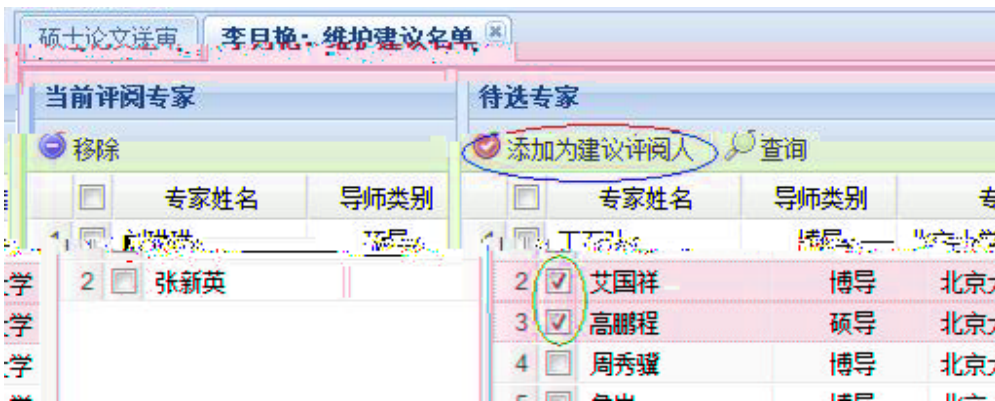 硕士论文送审 李月艳：维护建议名单
当前评阅专家 待选专家
移除 添加为建议评阅人 查询
专家姓名 导师类别 专家姓名 导师类别
1 1 博导
学 2 张新英 2 艾国祥 博导 北京
学 3 高鹏程 硕导 北京
学 4 周秀骥 博导 北京